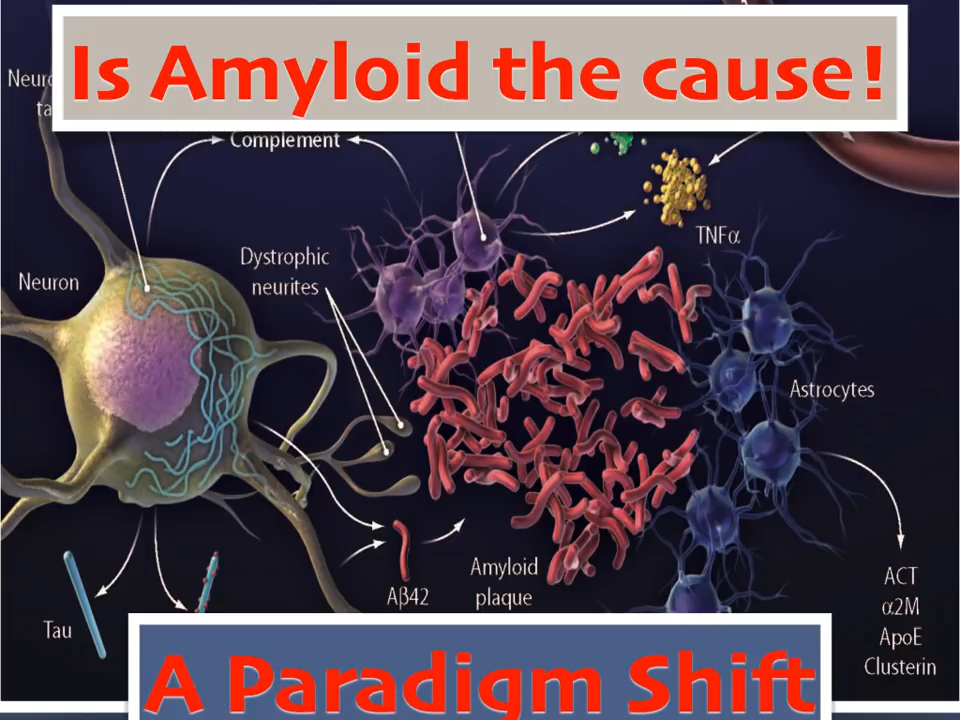 Is Amyloid the cause!
Complement
TNFα
Dystrophic
neurites
Neuron
Astrocytes
Amyloid
plaque
Aβ42
Tau
ACT
α2M
ApoE
Clusterin
A Paradigm Shift